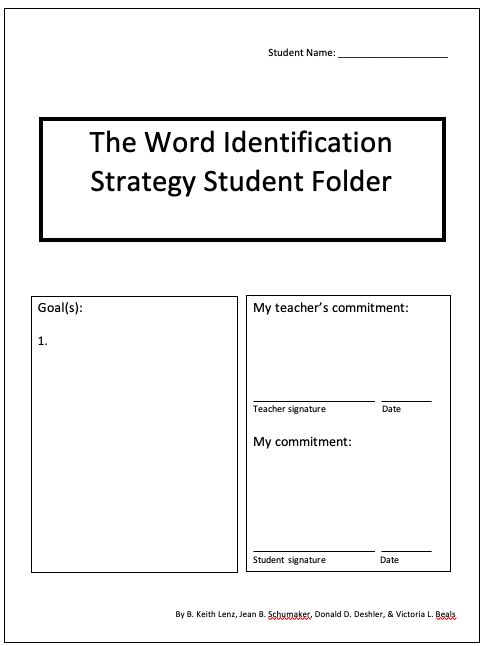 Student Name: ____________________
The Word Identification
Strategy Student Folder
Goal(s):
1.
My teacher’s commitment:
Teacher signature Date
My commitment:
Student signature Date
By B. Keith Lenz, Jean B. Schumaker, Donald D. Deshler, & Victoria L. Beals